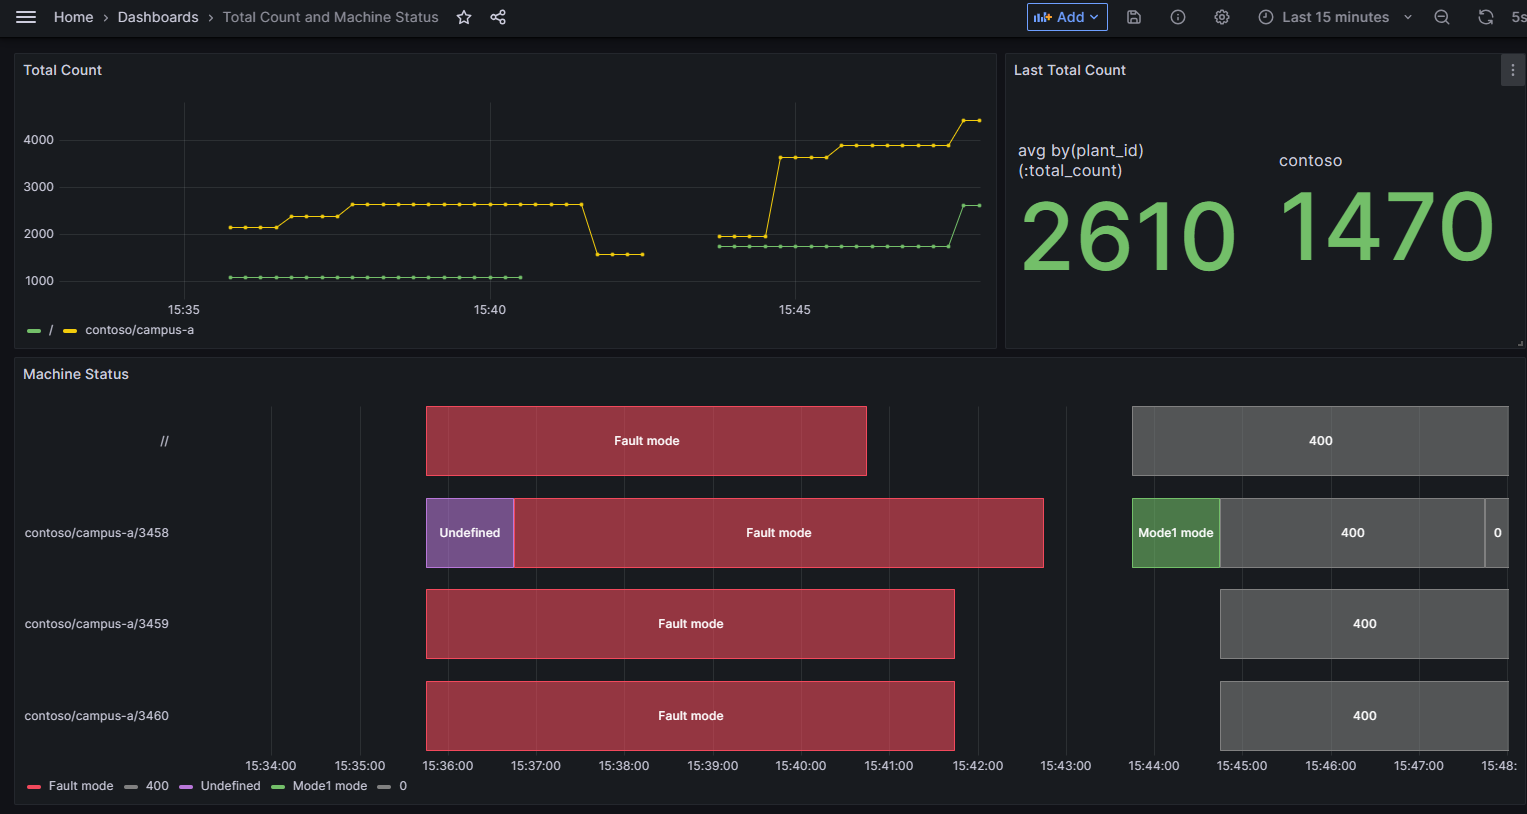 Home > Dashboards > Total Count and Machine Status
Add
Last 15 minutes
5s
Total Count
4000
3000
2000
1000
15:35 15:40 15:45
/ contoso/campus-a
Last Total Count
avg by(plant_id)
(:total_count)
2610
contoso
1470
Machine Status
// Fault mode 400
contoso/campus-a/3458 Undefined Fault mode Mode1 mode 400 0
contoso/campus-a/3459 Fault mode 400
contoso/campus-a/3460 Fault mode 400
15:34:00 15:35:00 15:36:00 15:37:00 15:38:00 15:39:00 15:40:00 15:41:00 15:42:00 15:43:00 15:44:00 15:45:00 15:46:00 15:47:00 15:48:
Fault mode 400 Undefined Mode1 mode 0